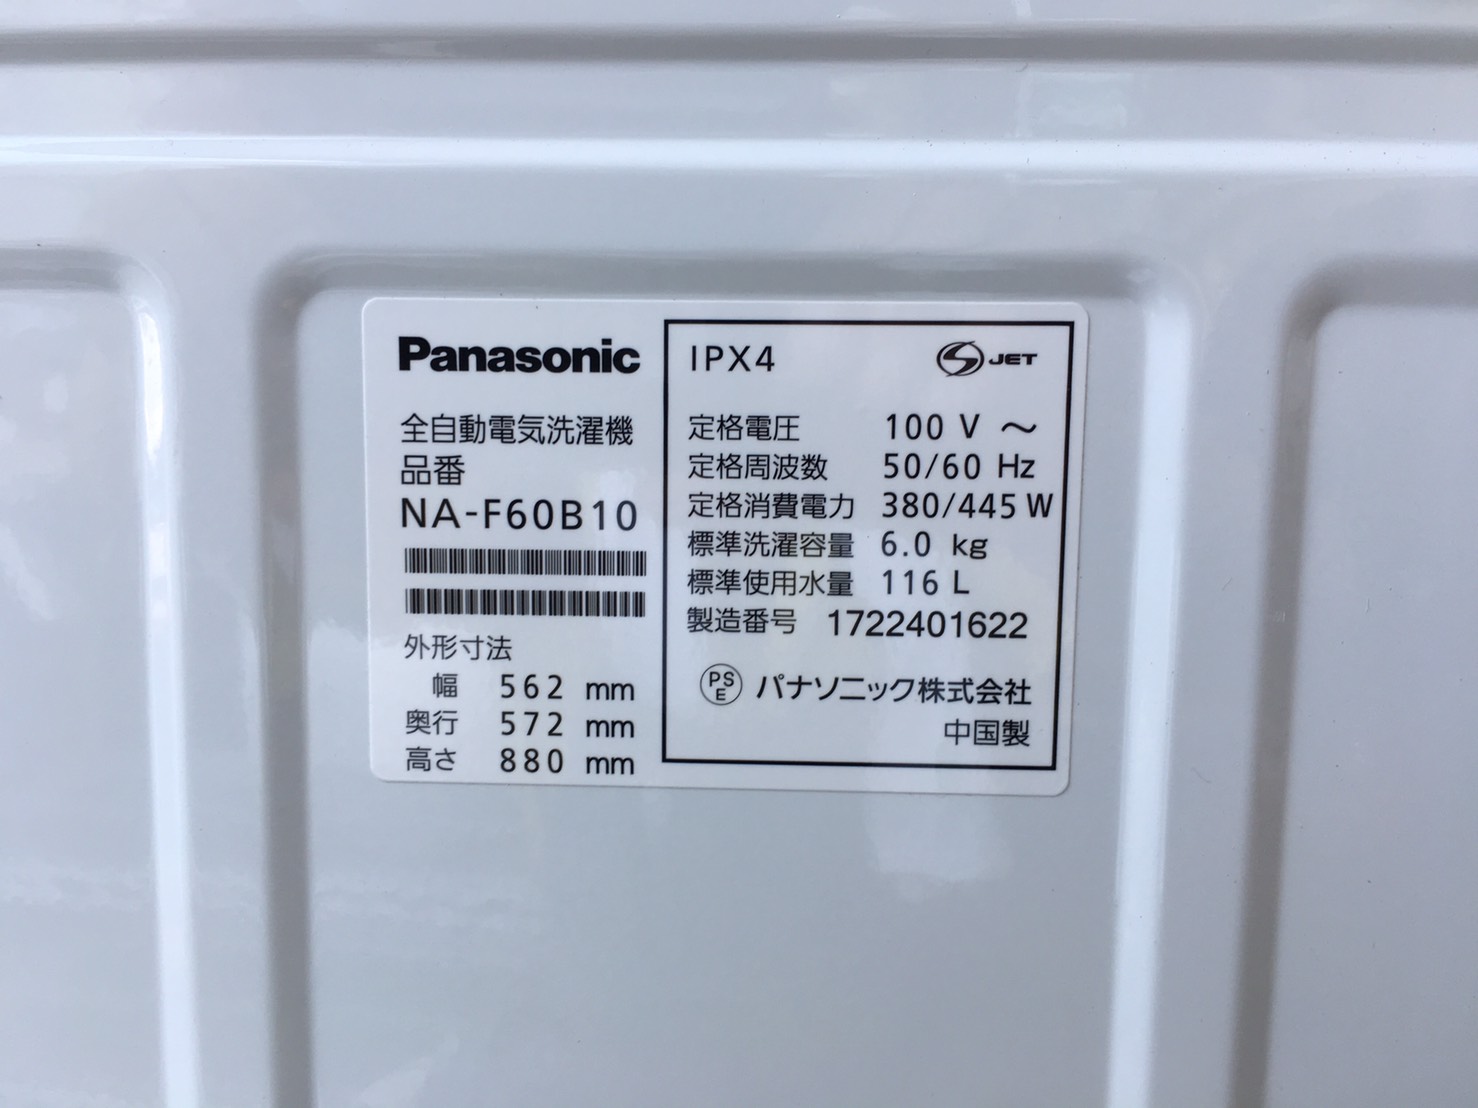 Panasonic
全自動電気洗濯機
品番
NA-F60B10
外形寸法
幅 562 mm
奥行 572 mm
高さ 880 mm
IPX4 S JET
定格電圧 100 V ～
定格周波数 50/60 Hz
定格消費電力 380/445 W
標準洗濯容量 6.0 kg
標準使用水量 116 L
製造番号 1722401622
PS E パナソニック株式会社
中国製